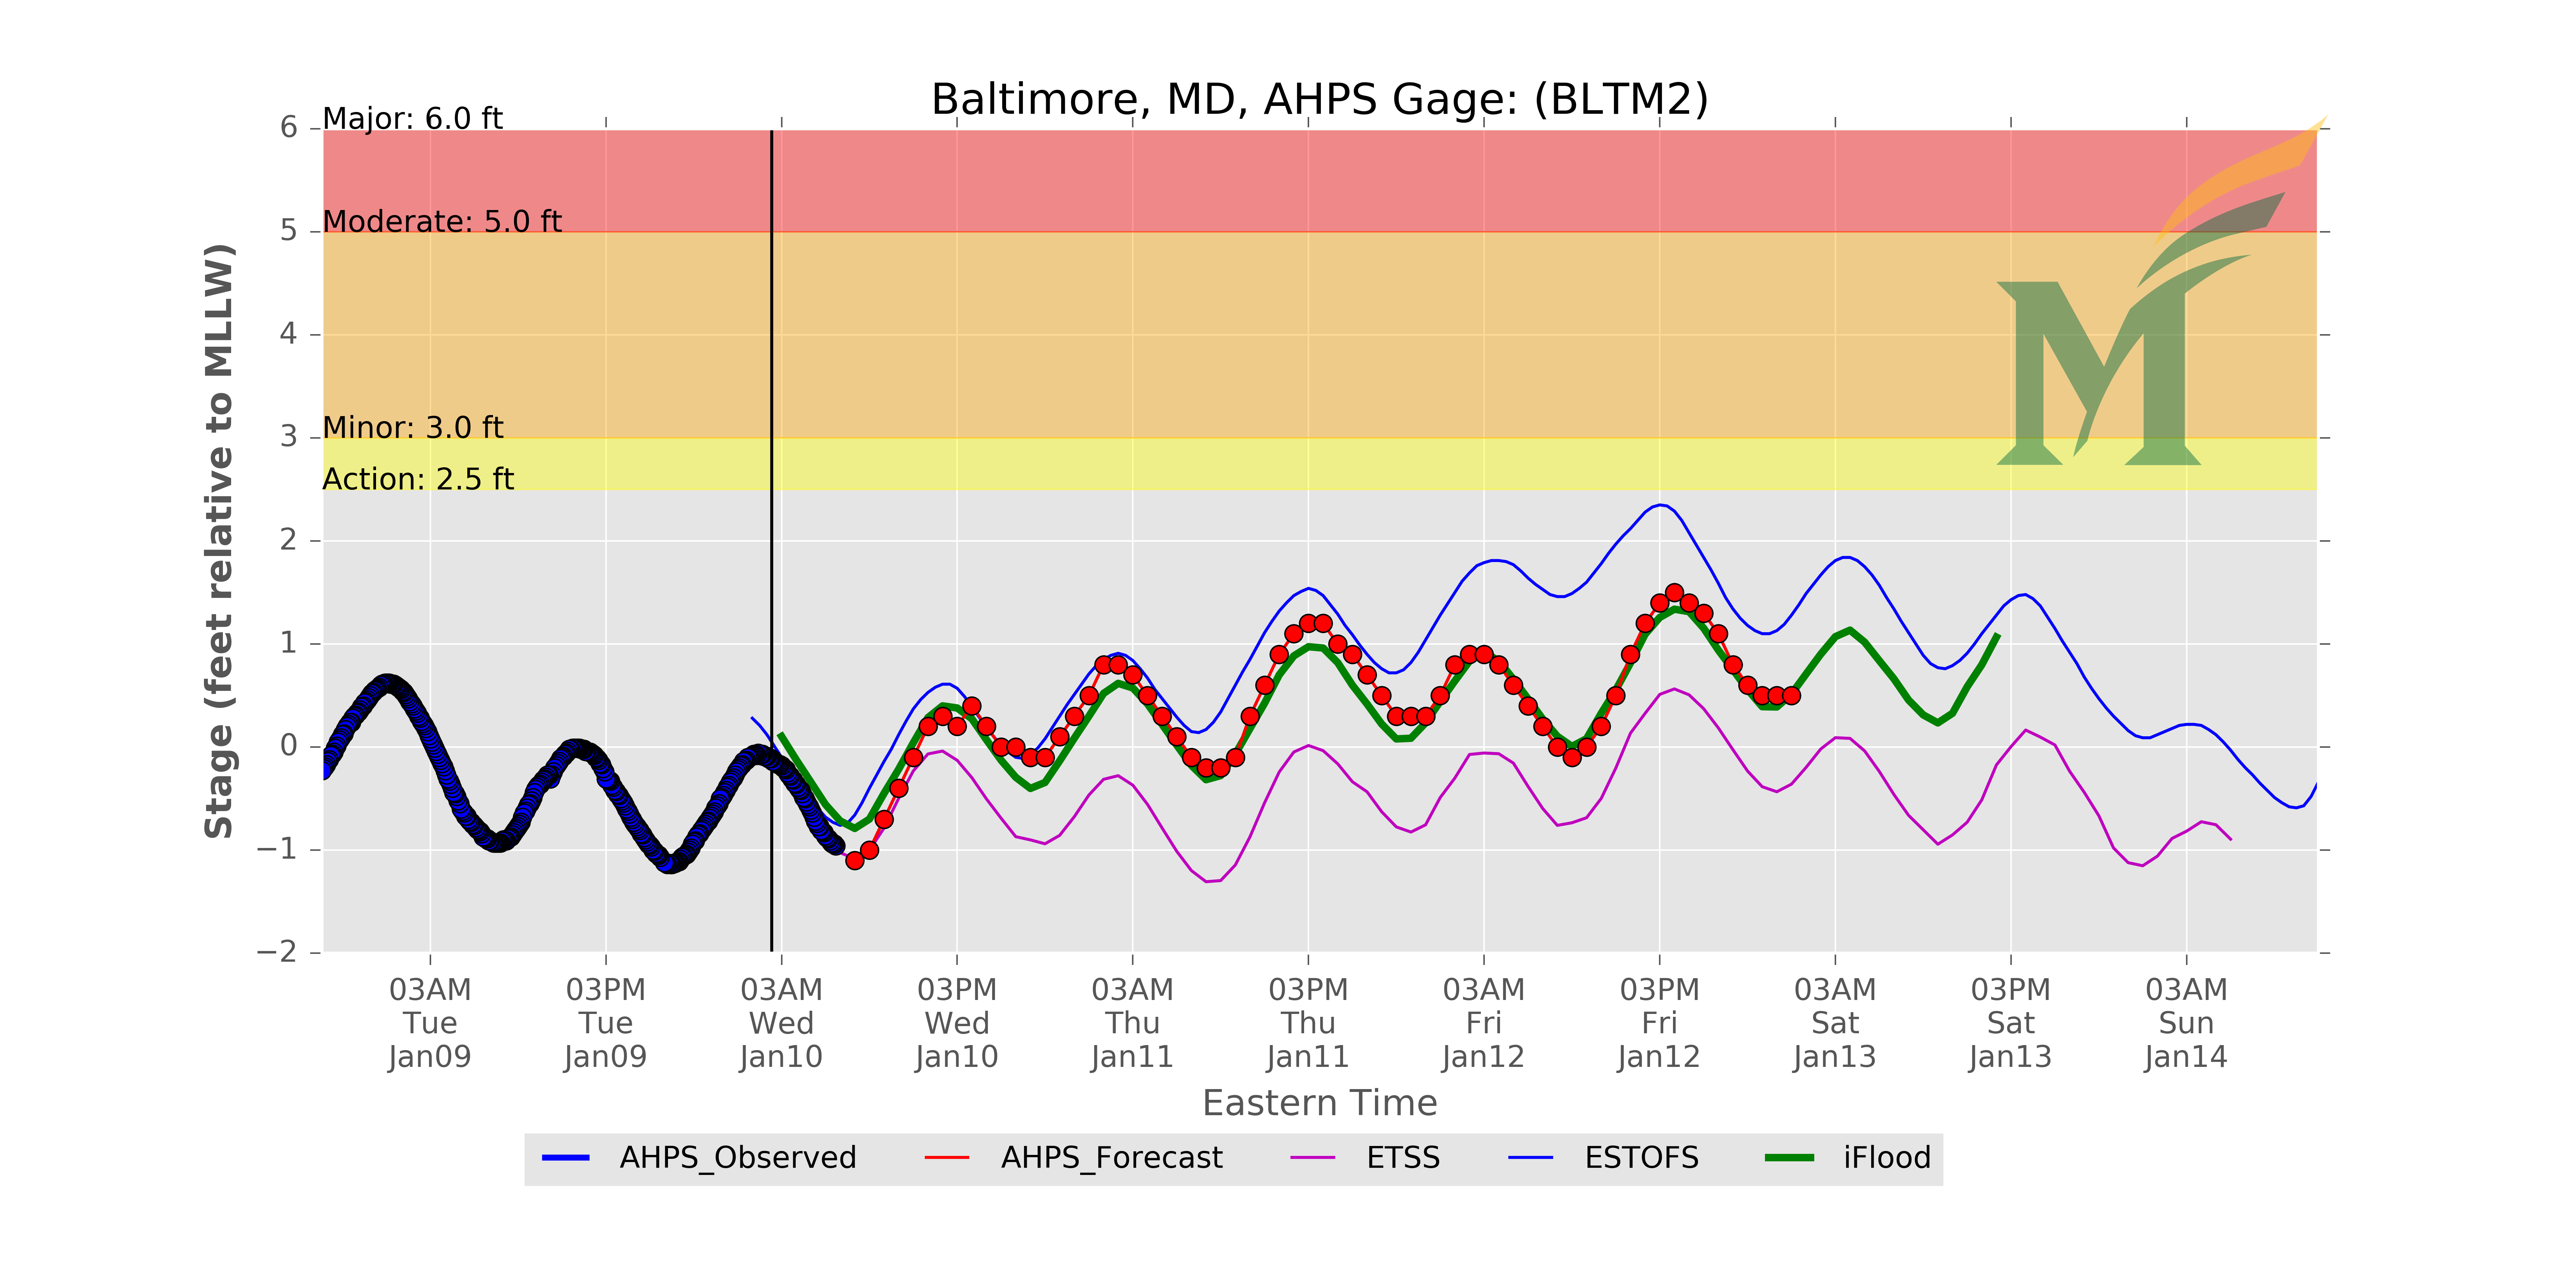 Baltimore, MD, AHPS Gage: (BLTM2)
Major: 6.0 ft
Moderate: 5.0 ft
Minor: 3.0 ft
Action: 2.5 ft
6
5
4
3
2
1
0
−1
−2
Stage (feet relative to MLLW)
03AM
Tue
Jan09
03PM
Tue
Jan09
03AM
Wed
Jan10
03PM
Wed
Jan10
03AM
Thu
Jan11
03PM
Thu
Jan11
03AM
Fri
Jan12
03PM
Fri
Jan12
03AM
Sat
Jan13
03PM
Sat
Jan13
03AM
Sun
Jan14
Eastern Time
AHPS_Observed AHPS_Forecast ETSS ESTOFS iFlood
M